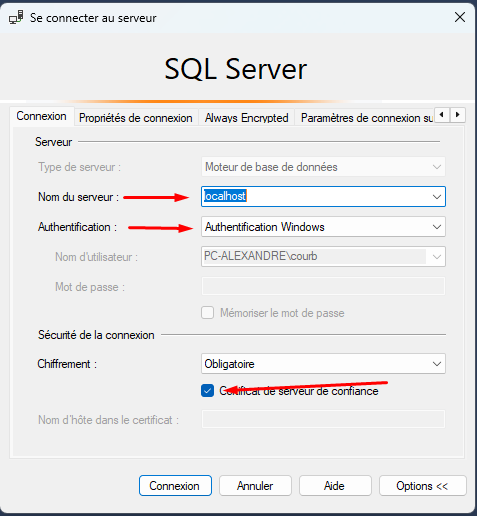 Se connecter au serveur
SQL Server
Connexion Propriétés de connexion Always Encrypted Paramètres de connexion su
Serveur
Type de serveur : Moteur de base de données
Nom du serveur : localhost
Authentification : Authentification Windows
Nom d'utilisateur : PC-ALEXANDRE\courb
Mot de passe :
Mémoriser le mot de passe
Sécurité de la connexion
Chiffrement : Obligatoire
Certificat de serveur de confiance
Nom d'hôte dans le certificat :
Connexion Annuler Aide Options <<